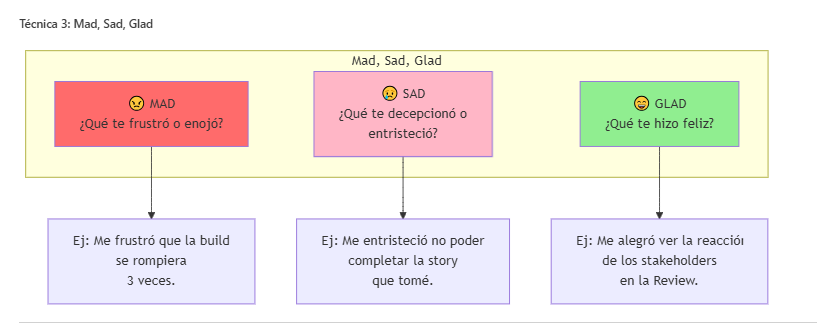 Técnica 3: Mad, Sad, Glad
Mad, Sad, Glad
😠 MAD
¿Qué te frustró o enojó?
😢 SAD
¿Qué te decepcionó o
entristeció?
😄 GLAD
¿Qué te hizo feliz?
Ej: Me frustró que la build
se rompiera
3 veces.
Ej: Me entristeció no poder
completar la story
que tomé.
Ej: Me alegró ver la reacción
de los stakeholders
en la Review.